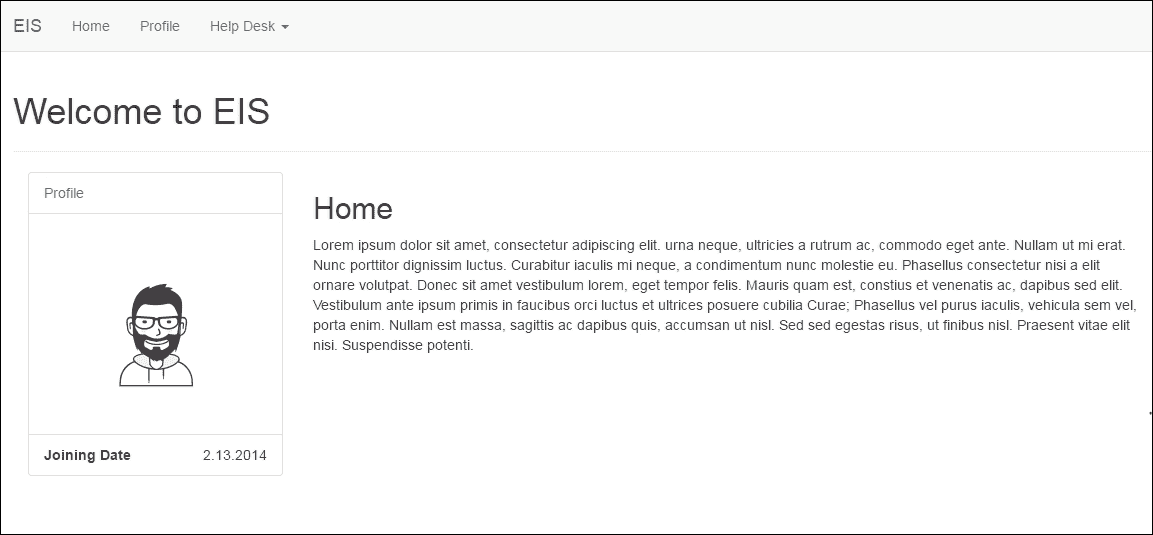 EIS Home Profile Help Desk
Welcome to EIS
Profile
Joining Date 2.13.2014
Home
Lorem ipsum dolor sit amet, consectetur adipiscing elit. urna neque, ultricies a rutrum ac, commodo eget ante. Nullam ut mi erat.
Nunc porttitor dignissim luctus. Curabitur iaculis mi neque, a condimentum nunc molestie eu. Phasellus consectetur nisi a elit
ornare volutpat. Donec sit amet vestibulum lorem, eget tempor felis. Mauris quam est, constius et venenatis ac, dapibus sed elit.
Vestibulum ante ipsum primis in faucibus orci luctus et ultrices posuere cubilia Curae; Phasellus vel purus iaculis, vehicula sem vel,
porta enim. Nullam est massa, sagittis ac dapibus quis, accumsan ut nisl. Sed sed egestas risus, ut finibus nisl. Praesent vitae elit
nisi. Suspendisse potenti.